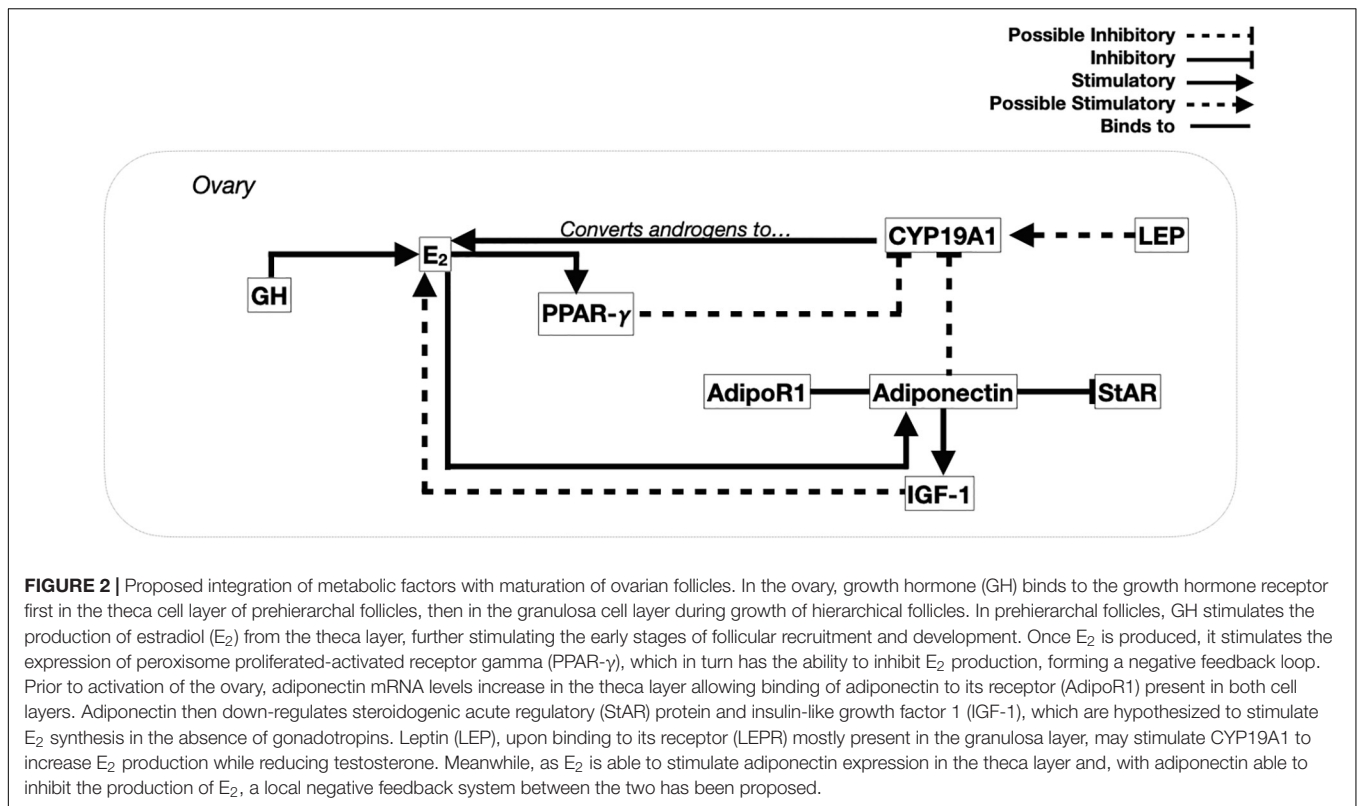 Possible Inhibitory
Inhibitory
Stimulatory
Possible Stimulatory
Binds to
Ovary
Converts androgens to...
CYP19A1
LEP
E₂
GH
PPAR-γ
AdipoR1
Adiponectin
StAR
IGF-1
FIGURE 2 | Proposed integration of metabolic factors with maturation of ovarian follicles. In the ovary, growth hormone (GH) binds to the growth hormone receptor
first in the theca cell layer of prehierarchal follicles, then in the granulosa cell layer during growth of hierarchical follicles. In prehierarchal follicles, GH stimulates the
production of estradiol (E₂) from the theca layer, further stimulating the early stages of follicular recruitment and development. Once E₂ is produced, it stimulates the
expression of peroxisome proliferated-activated receptor gamma (PPAR-γ), which in turn has the ability to inhibit E₂ production, forming a negative feedback loop.
Prior to activation of the ovary, adiponectin mRNA levels increase in the theca layer allowing binding of adiponectin to its receptor (AdipoR1) present in both cell
layers. Adiponectin then down-regulates steroidogenic acute regulatory (StAR) protein and insulin-like growth factor 1 (IGF-1), which are hypothesized to stimulate
E₂ synthesis in the absence of gonadotropins. Leptin (LEP), upon binding to its receptor (LEPR) mostly present in the granulosa layer, may stimulate CYP19A1 to
increase E₂ production while reducing testosterone. Meanwhile, as E₂ is able to stimulate adiponectin expression in the theca layer and, with adiponectin able to
inhibit the production of E₂, a local negative feedback system between the two has been proposed.